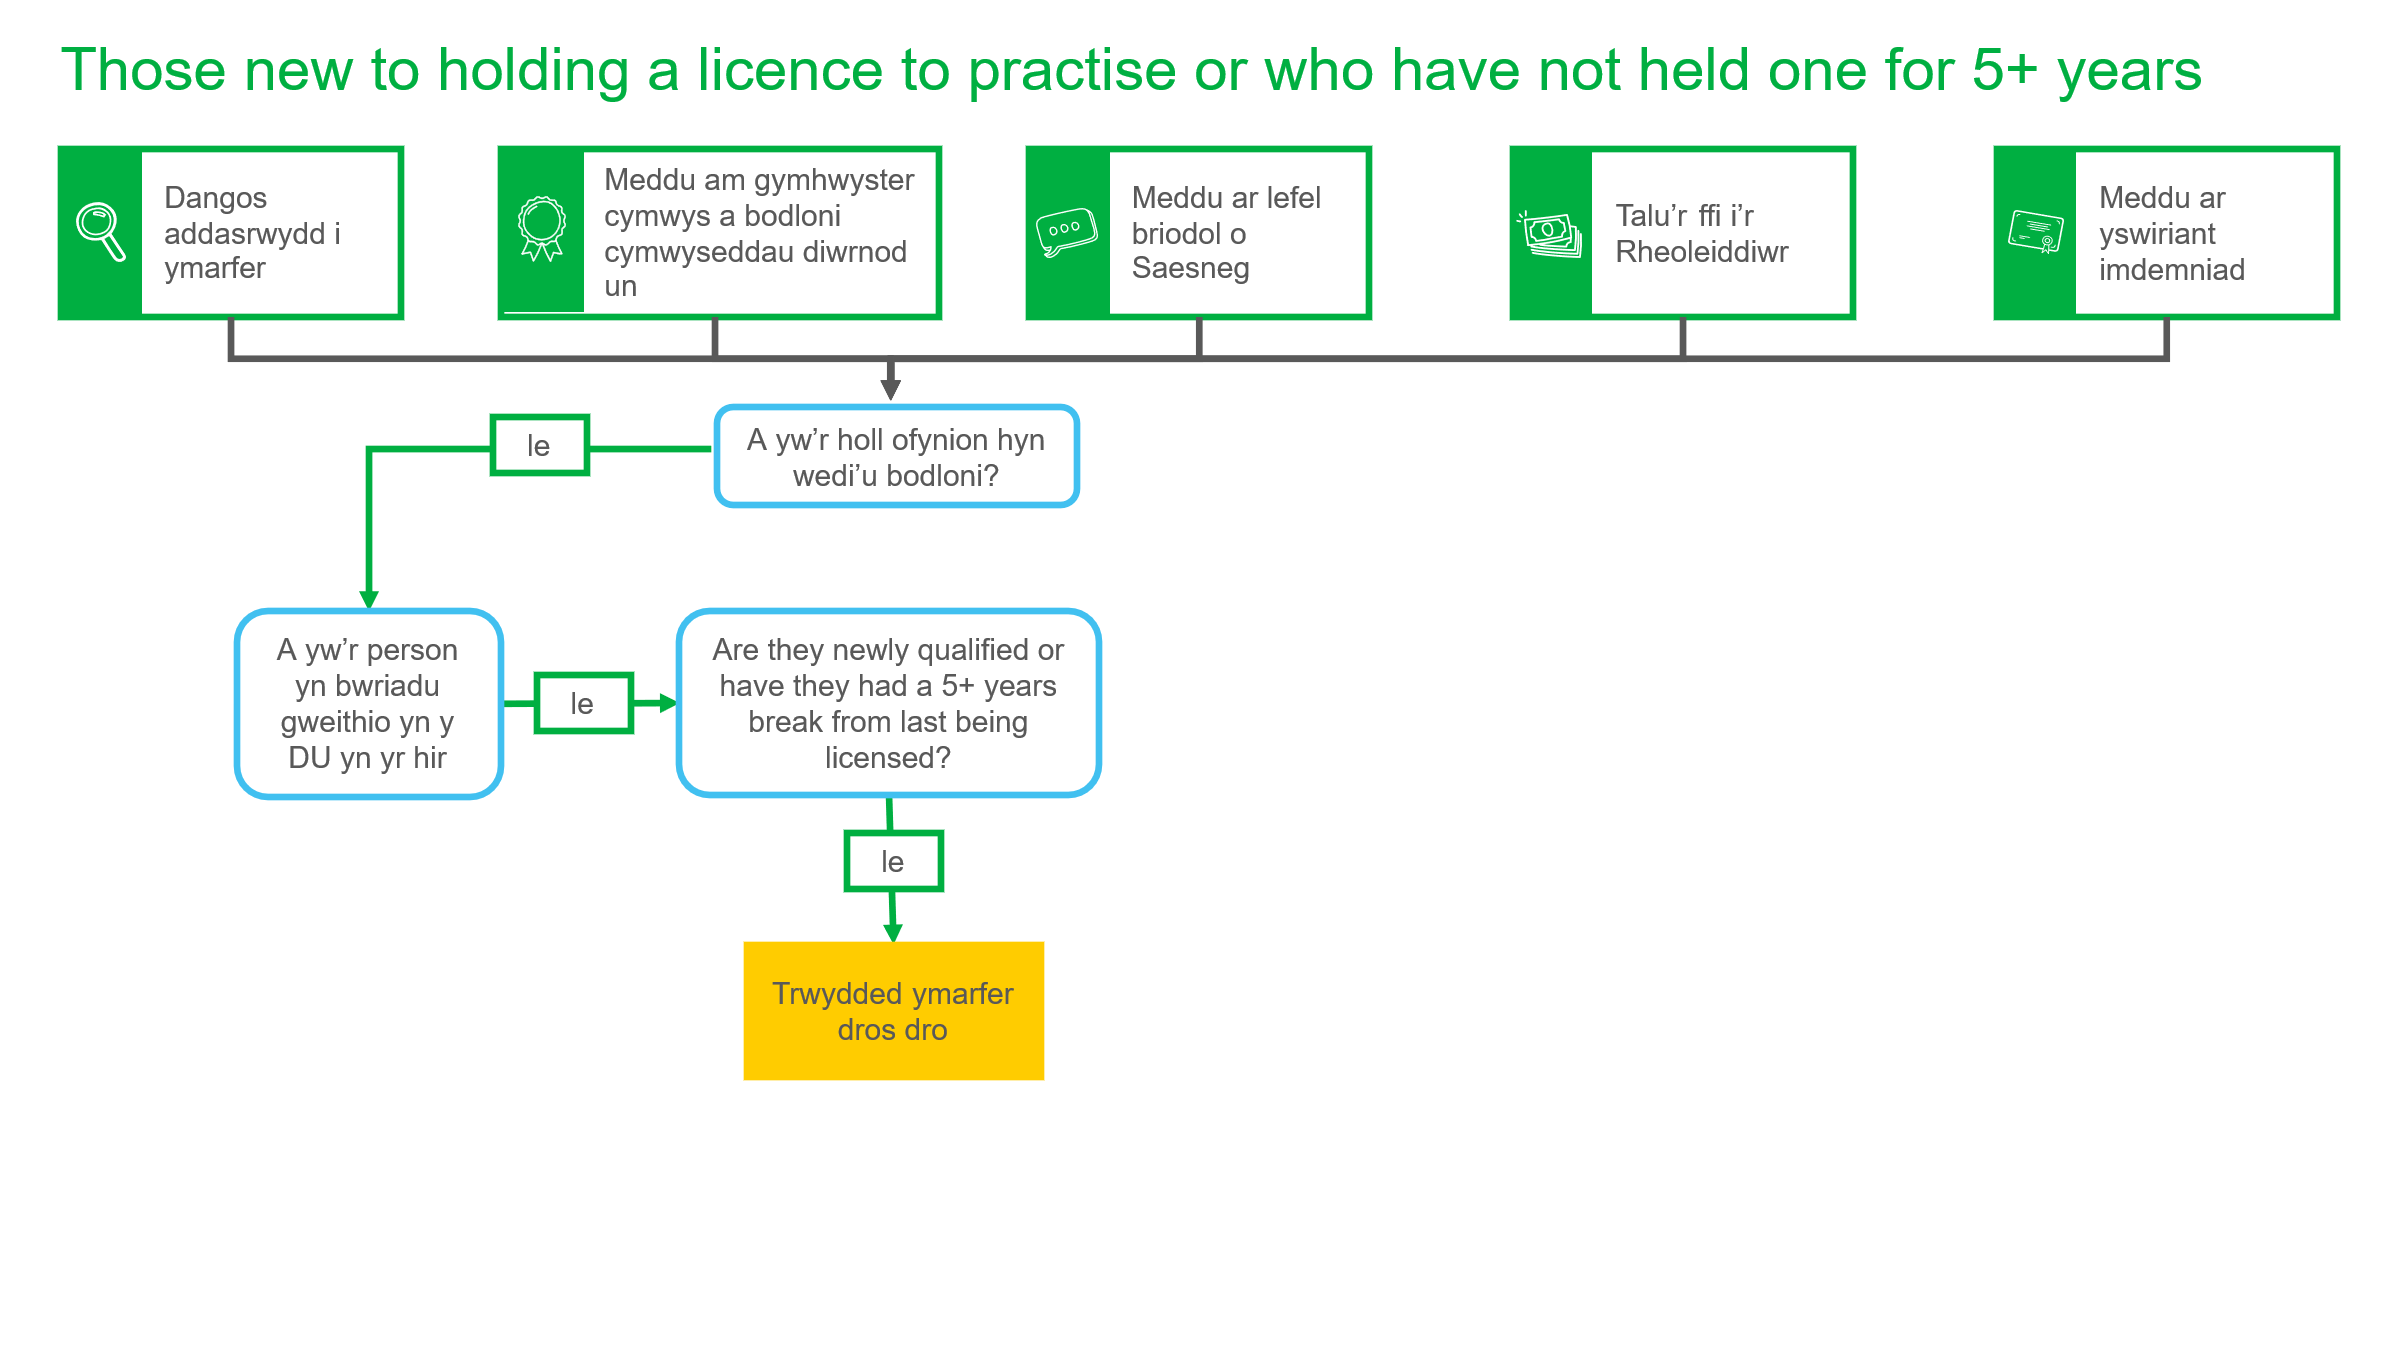 Those new to holding a licence to practise or who have not held one for 5+ years
Dangos
addasrwydd i
ymarfer
Meddu am gymhwyster
cymwys a bodloni
cymwyseddau diwrnod
un
Meddu ar lefel
briodol o
Saesneg
Talu’r ffi i’r
Rheoleiddiwr
Meddu ar
yswiriant
imdemniad
Ie
A yw’r holl ofynion hyn
wedi’u bodloni?
A yw’r person
yn bwriadu
gweithio yn y
DU yn yr hir
Ie
Are they newly qualified or
have they had a 5+ years
break from last being
licensed?
Ie
Trwydded ymarfer
dros dro